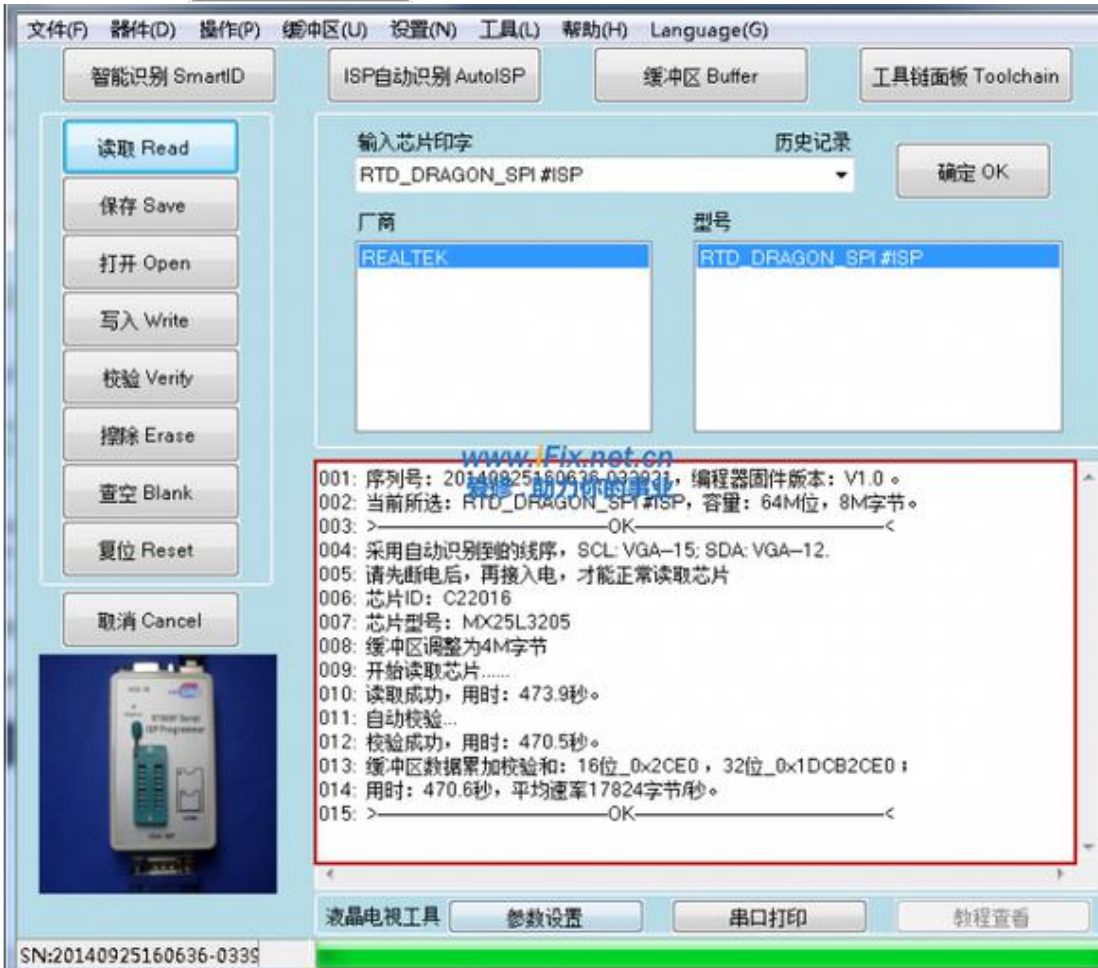 文件(F) 器件(D) 操作(P) 缓冲区(U) 设置(N) 工具(L) 帮助(H) Language(G)
智能识别 SmartID ISP自动识别 AutoISP 缓冲区 Buffer 工具链面板 Toolchain
读取 Read
保存 Save
打开 Open
写入 Write
校验 Verify
擦除 Erase
查空 Blank
复位 Reset
取消 Cancel
输入芯片印字 历史记录
RTD_DRAGON_SPI #ISP
确定 OK
厂商 型号
REALTEK RTD_DRAGON_SPI #ISP
www.iFix.net.cn
爱修 助力你的事业
001: 序列号: 20140925160636-033931, 编程器固件版本: V1.0 。
002: 当前所选: RTD_DRAGON_SPI #ISP, 容量: 64M位, 8M字节。
003: >————————OK————————<
004: 采用自动识别到的线序, SCL: VGA--15; SDA: VGA--12.
005: 请先断电后, 再接入电, 才能正常读取芯片
006: 芯片ID: C22016
007: 芯片型号: MX25L3205
008: 缓冲区调整为4M字节
009: 开始读取芯片......
010: 读取成功, 用时: 473.9秒。
011: 自动校验...
012: 校验成功, 用时: 470.5秒。
013: 缓冲区数据累加校验和: 16位_0x2CE0 , 32位_0x1DCB2CE0 ;
014: 用时: 470.6秒, 平均速率17824字节/秒。
015: >————————OK————————<
液晶电视工具 参数设置 串口打印 教程查看
SN:20140925160636-0339